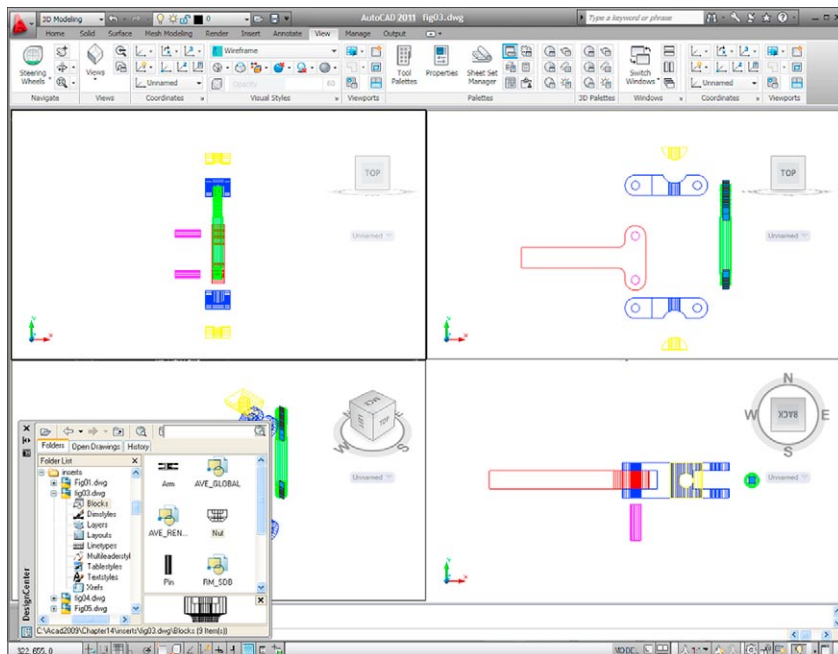 3D Modeling
AutoCAD 2011 fig03.dwg
Type a keyword or phrase
Home Solid Surface Mesh Modeling Render Insert Annotate View Manage Output
Steering Wheels
Views
Unnamed
Wireframe
Opacity 60
Tool Palettes
Properties
Sheet Set Manager
Switch Windows
Unnamed
Navigate Views Coordinates Visual Styles Viewports Palettes 3D Palettes Windows Coordinates Viewports
TOP
Unnamed
Y
X
TOP
Unnamed
Y
X
TOP
W
S
E
Unnamed
N
W
BACK
E
S
Unnamed
Y
X
DesignCenter
Folders Open Drawings History
Folder List
inserts
Fig01.dwg
fig03.dwg
Blocks
Dimstyles
Layers
Layouts
Linetypes
Multileaderstyl
Tablestyles
Textstyles
Xrefs
fig04.dwg
Fig05.dwg
Arm
AVE_GLOBAL
AVE_REN...
Nut
Pin
RM_SDB
C:\Acad2009\Chapter14\inserts\fig03.dwg\Blocks (9 Item(s))